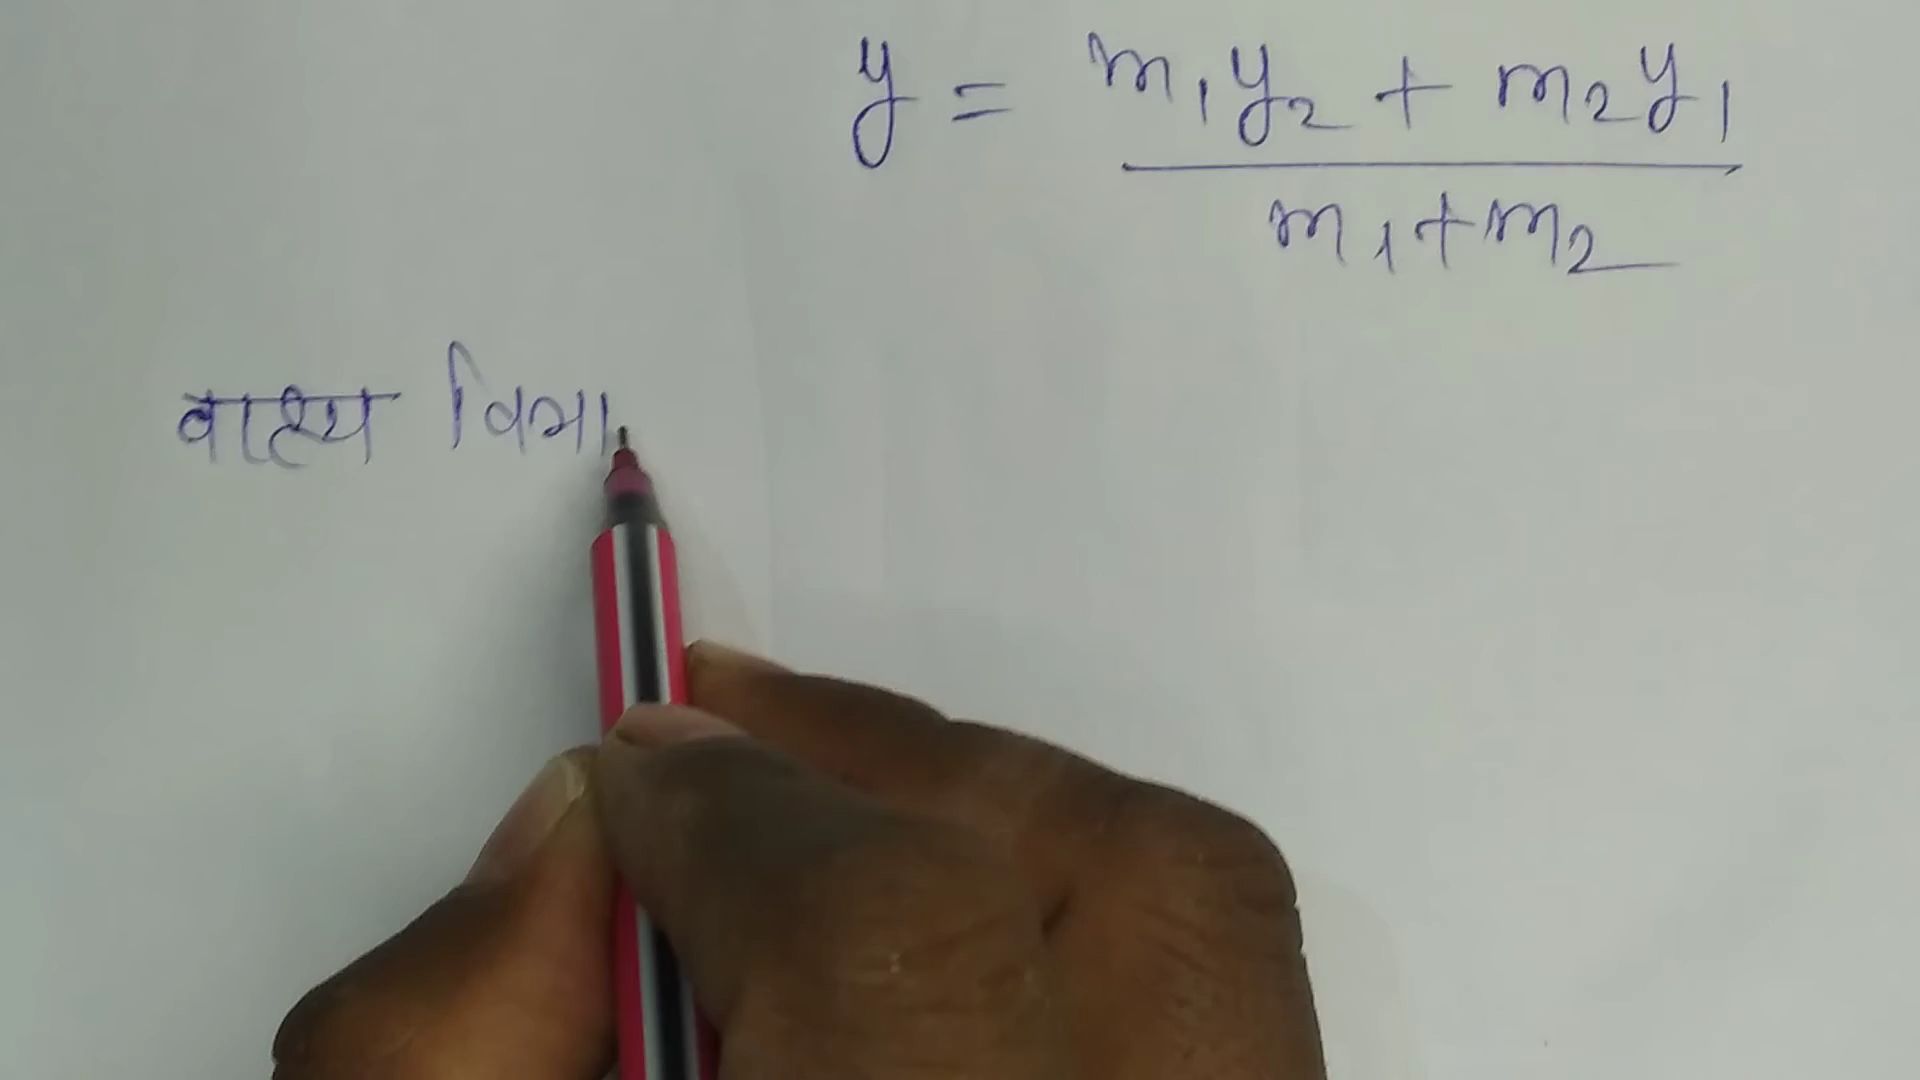 y = m₁y₂ + m₂y₁
m₁+m₂
वाह्य विभा